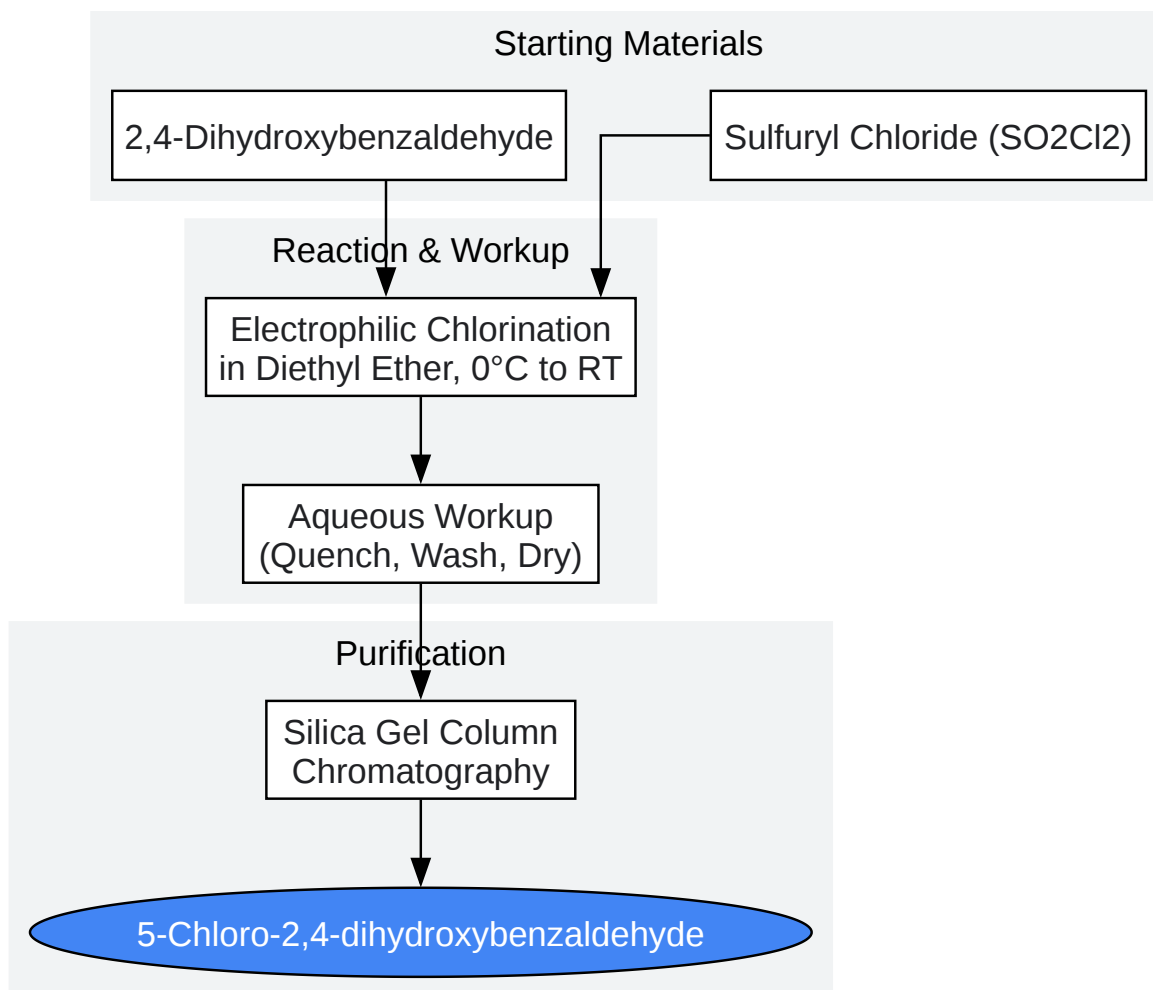 Starting Materials
2,4-Dihydroxybenzaldehyde
Sulfuryl Chloride (SO2Cl2)
Reaction & Workup
Electrophilic Chlorination
in Diethyl Ether, 0°C to RT
Aqueous Workup
(Quench, Wash, Dry)
Purification
Silica Gel Column
Chromatography
5-Chloro-2,4-dihydroxybenzaldehyde